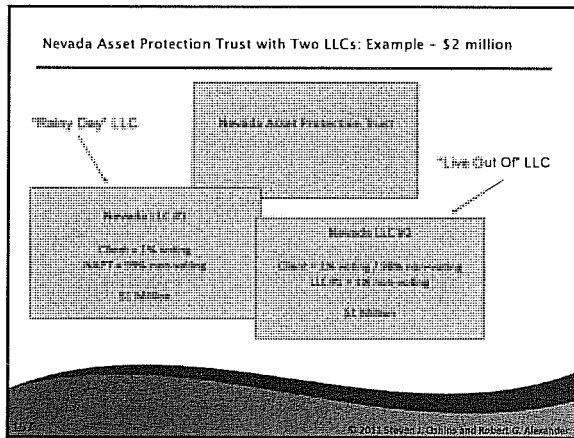 Nevada Asset Protection Trust with Two LLCs: Example - $2 million
Nevada Asset Protection Trust
"Rainy Day" LLC
"Live Out Of" LLC
Nevada LLC #1
Client = 1% voting
NAPT = 99% non-voting
$1 Million
Nevada LLC #2
Client = 1% voting / 98% non-voting
LLC #1 = 1% non-voting
$1 Million
© 2011 Steven J. Oshins and Robert G. Alexander